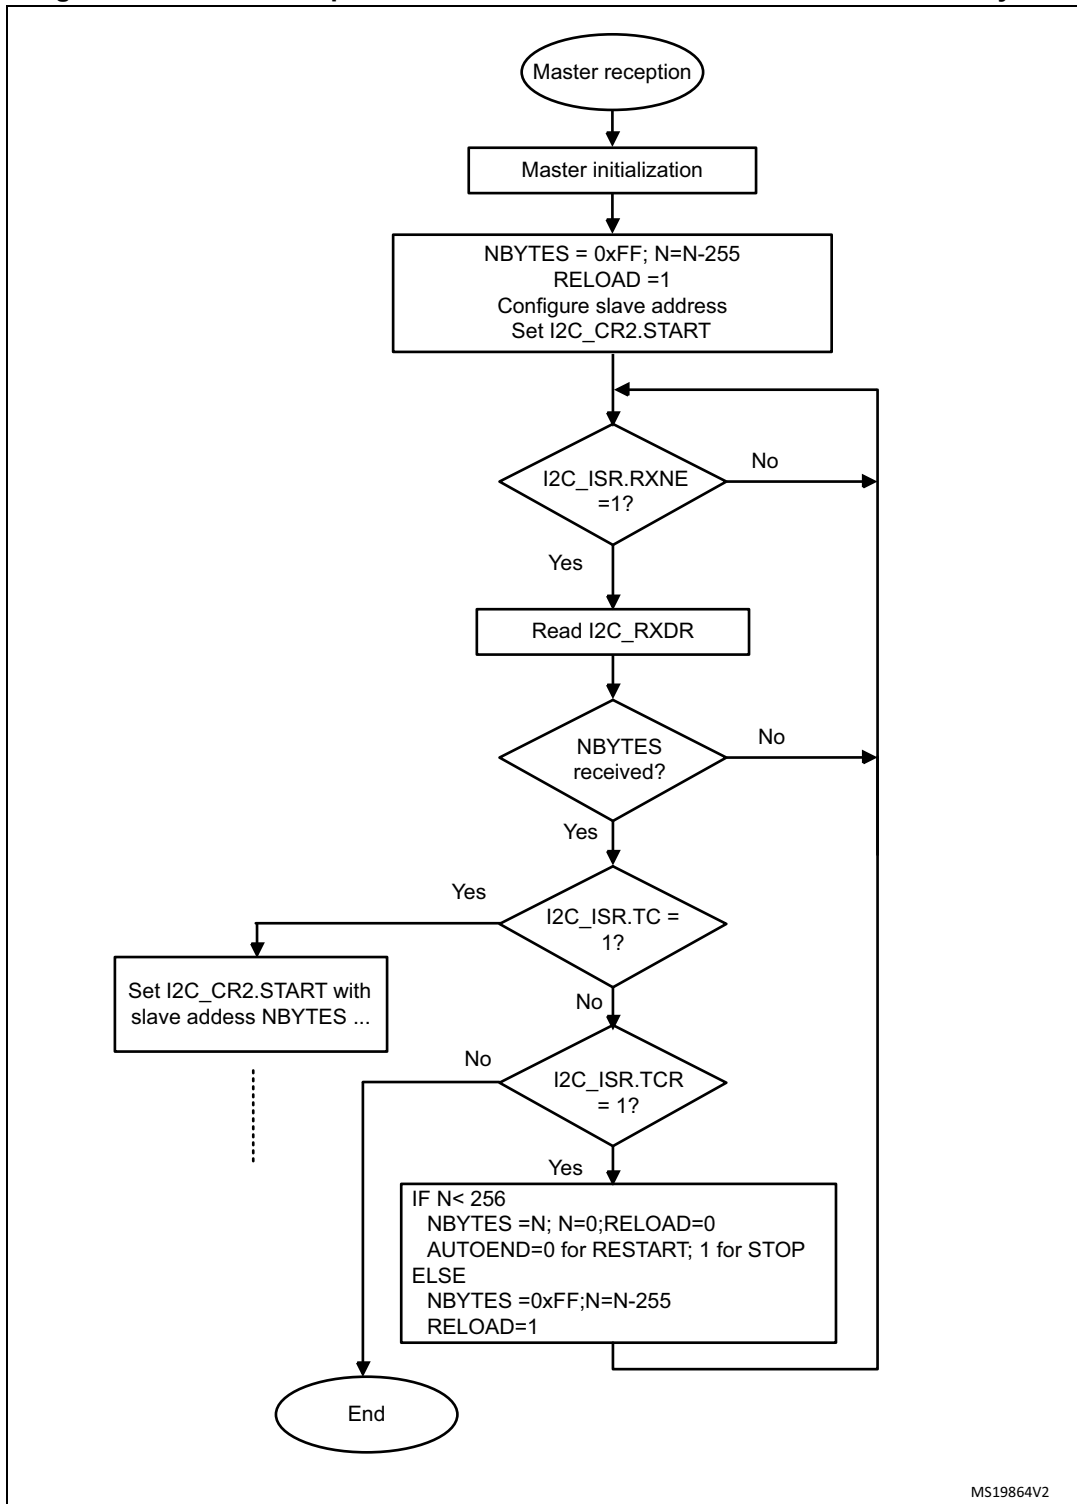 Master reception
Master initialization
NBYTES = 0xFF; N=N-255
RELOAD =1
Configure slave address
Set I2C_CR2.START
I2C_ISR.RXNE
=1?
No
Yes
Read I2C_RXDR
NBYTES
received?
No
Yes
I2C_ISR.TC =
1?
Yes
Set I2C_CR2.START with
slave addess NBYTES ...
No
I2C_ISR.TCR
= 1?
No
Yes
IF N< 256
NBYTES =N; N=0;RELOAD=0
AUTOEND=0 for RESTART; 1 for STOP
ELSE
NBYTES =0xFF;N=N-255
RELOAD=1
End
MS19864V2